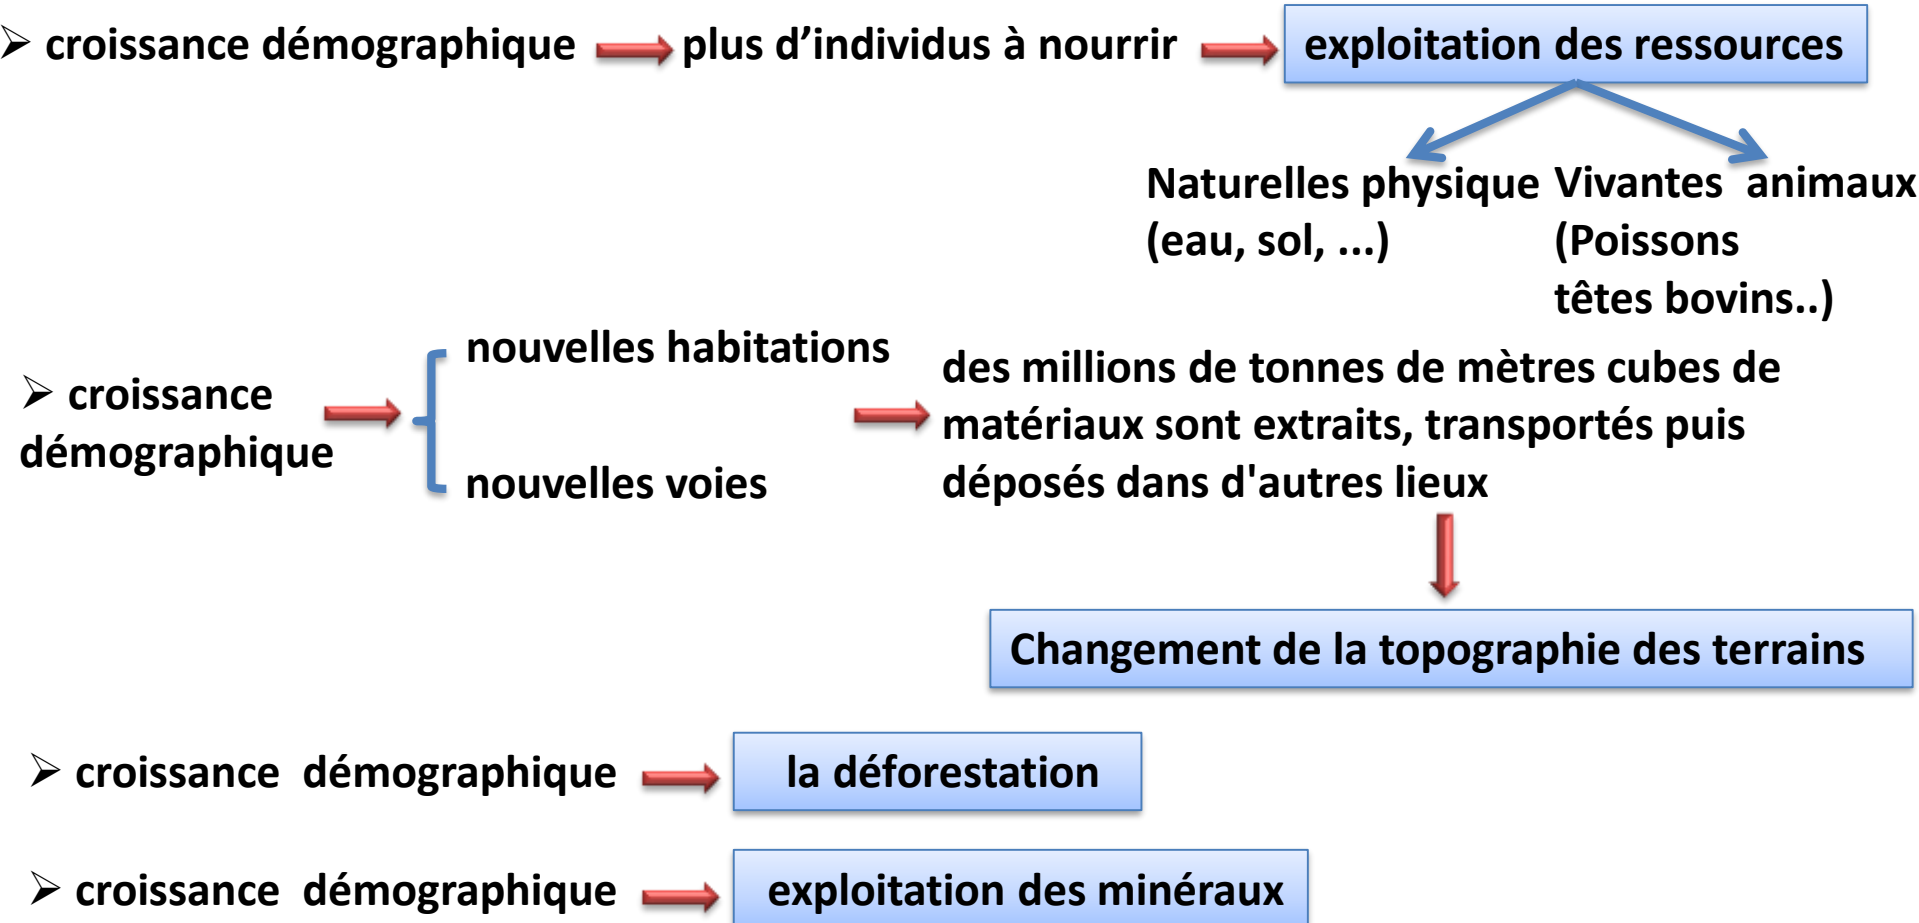 ➢ croissance démographique plus d’individus à nourrir exploitation des ressources
Naturelles physique
(eau, sol, ...)
Vivantes animaux
(Poissons
têtes bovins..)
➢ croissance
démographique
nouvelles habitations
nouvelles voies
des millions de tonnes de mètres cubes de
matériaux sont extraits, transportés puis
déposés dans d'autres lieux
Changement de la topographie des terrains
➢ croissance démographique la déforestation
➢ croissance démographique exploitation des minéraux